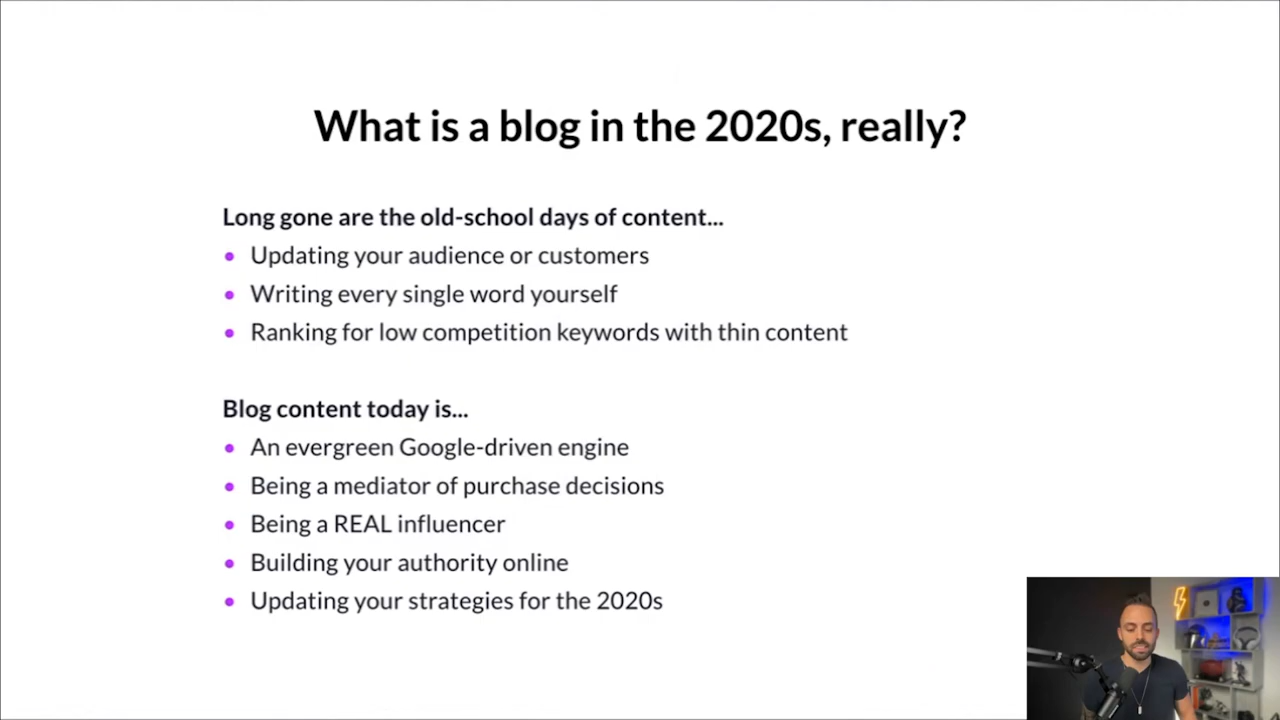 What is a blog in the 2020s, really?
Long gone are the old-school days of content...
• Updating your audience or customers
• Writing every single word yourself
• Ranking for low competition keywords with thin content
Blog content today is...
• An evergreen Google-driven engine
• Being a mediator of purchase decisions
• Being a REAL influencer
• Building your authority online
• Updating your strategies for the 2020s